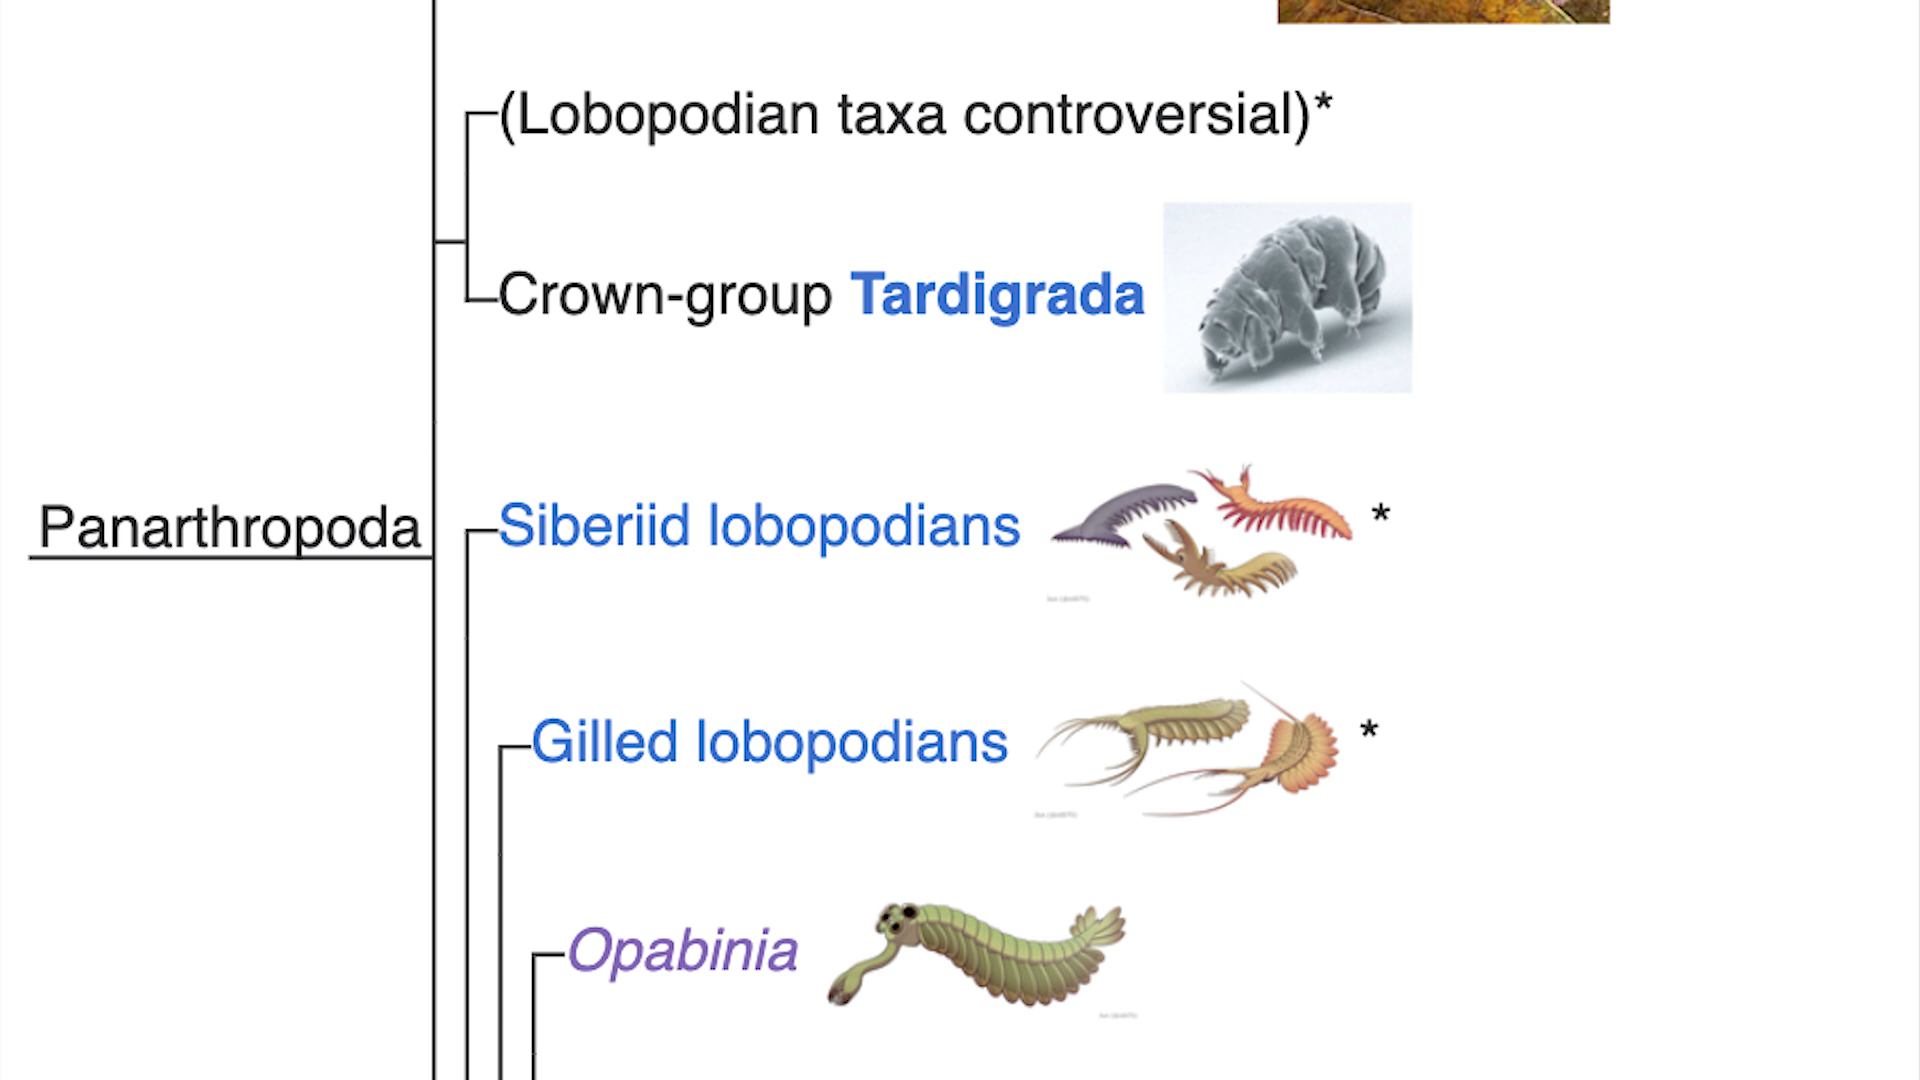 (Lobopodian taxa controversial)*
Crown-group Tardigrada
Panarthropoda
Siberiid lobopodians *
Gilled lobopodians *
Opabinia